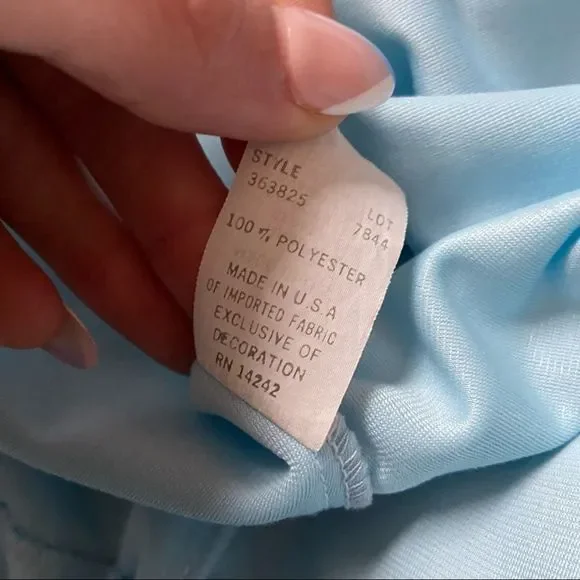 STYLE
363825
LOT
7844
100 % POLYESTER
MADE IN U.S.A
OF IMPORTED FABRIC
EXCLUSIVE OF
DECORATION
RN 14242